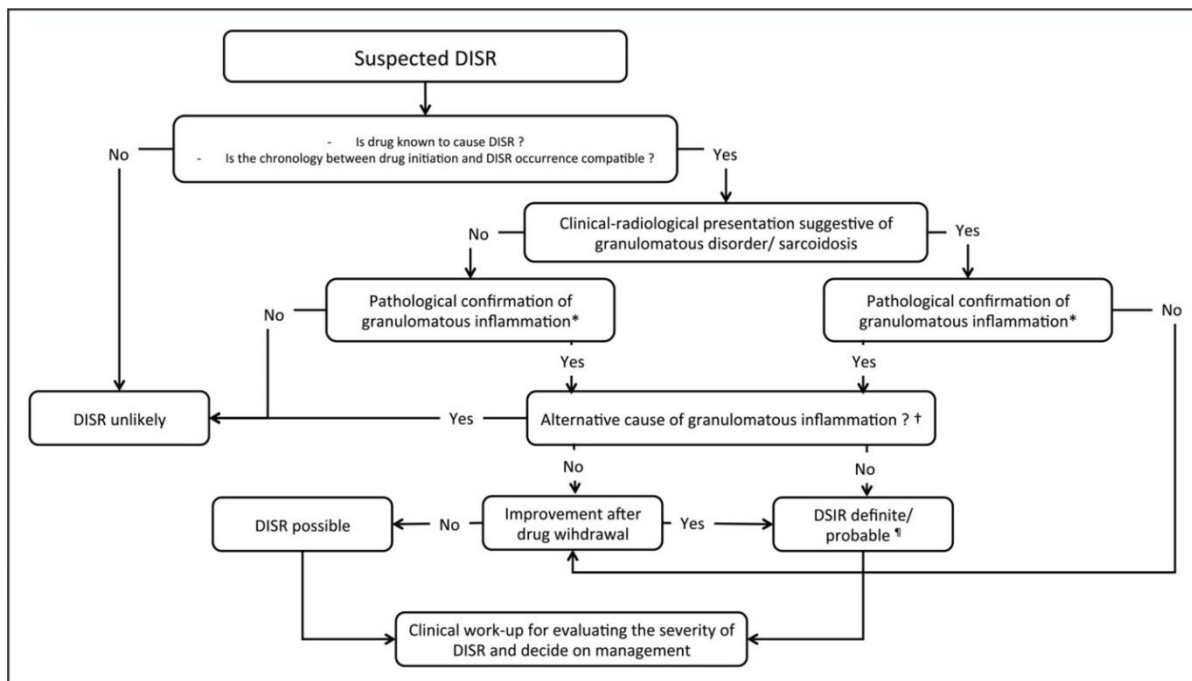 Suspected DISR
- Is drug known to cause DISR ?
- Is the chronology between drug initiation and DISR occurrence compatible ?
No
Yes
Clinical-radiological presentation suggestive of
granulomatous disorder/ sarcoidosis
No
Yes
Pathological confirmation of
granulomatous inflammation*
Pathological confirmation of
granulomatous inflammation*
No
No
Yes
Yes
DISR unlikely
Yes
Alternative cause of granulomatous inflammation ? †
No
No
DISR possible
No
Improvement after
drug wihdrawal
Yes
DSIR definite/
probable ¶
Clinical work-up for evaluating the severity of
DISR and decide on management